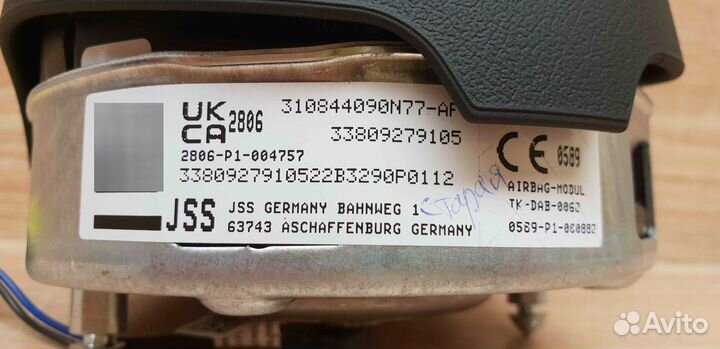 UK
CA 2806
310844090N77-AF
33809279105
2806-P1-004757
3380927910522B3290P0112
JSS
JSS GERMANY BAHNWEG 1
63743 ASCHAFFENBURG GERMANY
старая
CE 0589
AIRBAG-MODUL
TK-DAB-0062
0589-P1-000882
Avito